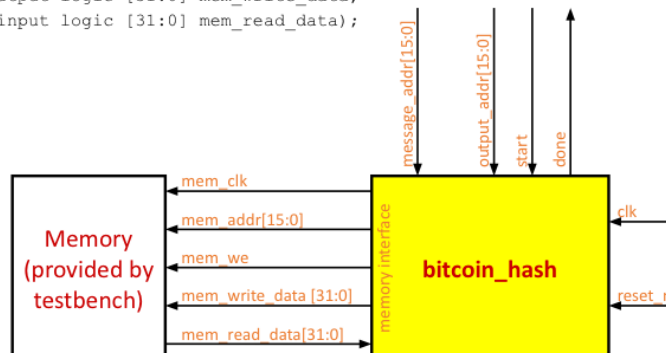 input logic [31:0] mem_read_data);
message_addr[15:0]
output_addr[15:0]
start
done
mem_clk
mem_addr[15:0]
mem_we
mem_write_data [31:0]
mem_read_data[31:0]
Memory
(provided by
testbench)
memory interface
bitcoin_hash
clk